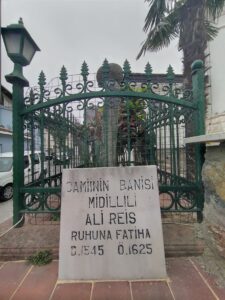 CAMİİNİN BANİSİ
MİDİLLİLİ
ALİ REİS
RUHUNA FATİHA
D.1545 Ö.1625